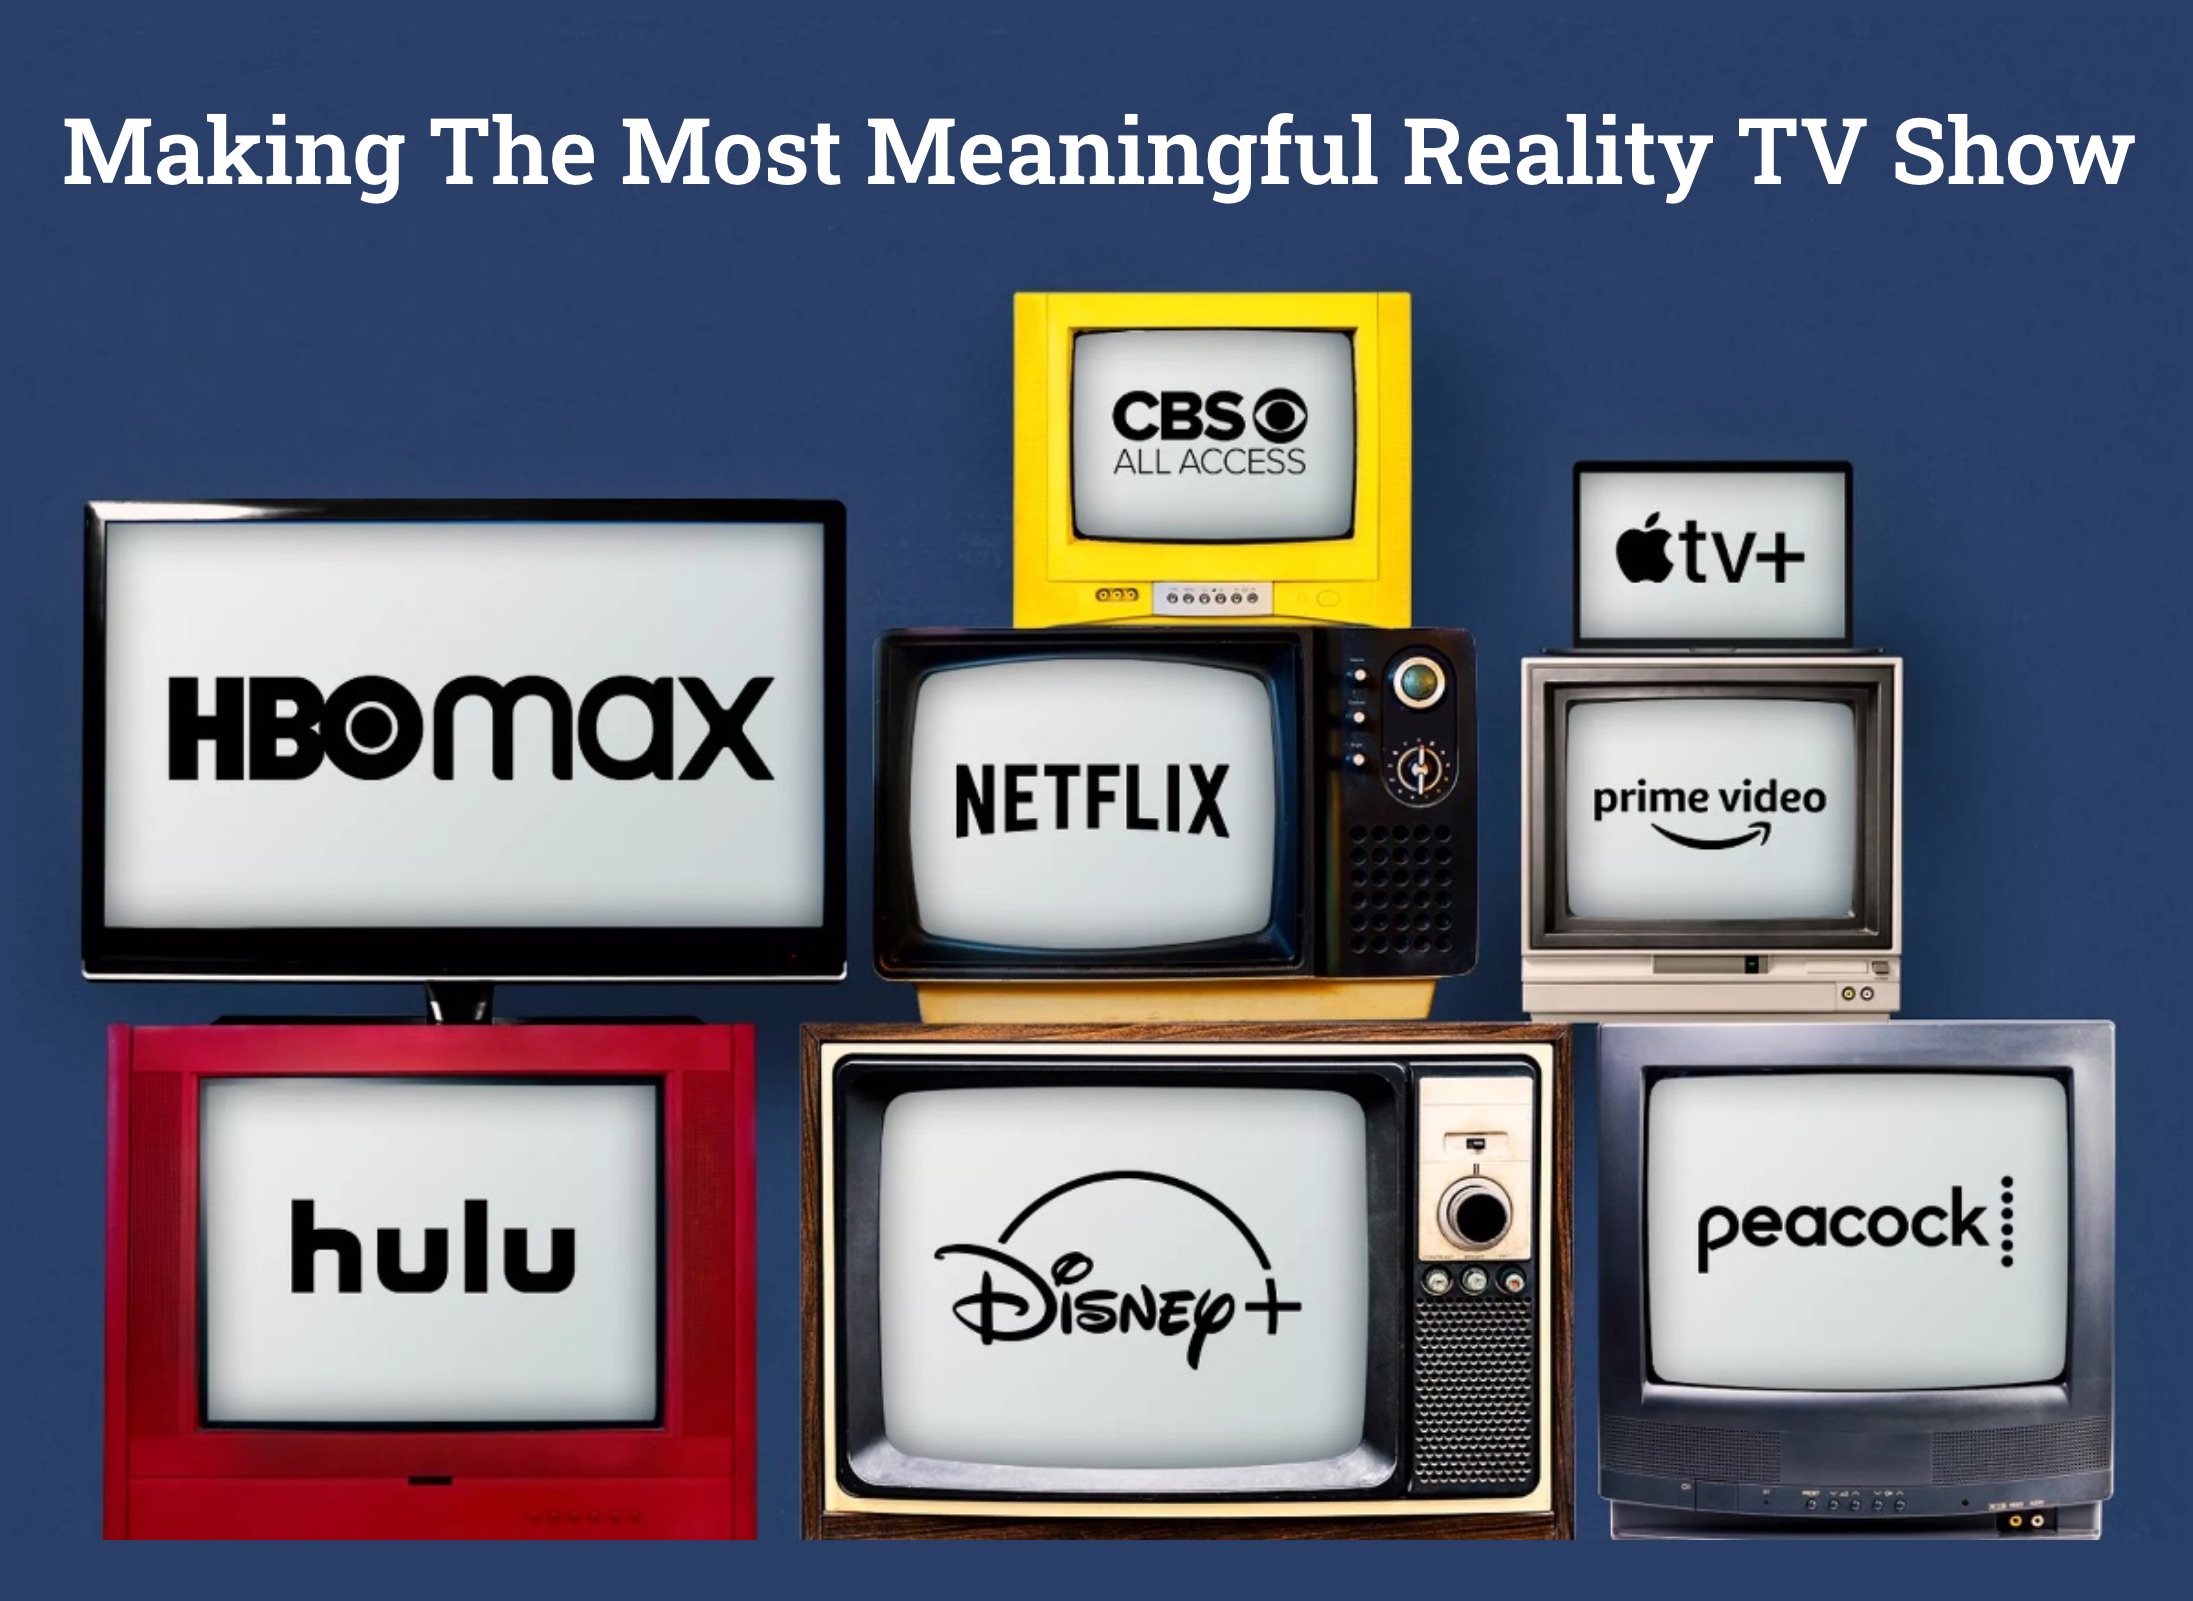 Making The Most Meaningful Reality TV Show
CBS
ALL ACCESS
tv+
HBOmax
NETFLIX
prime video
hulu
Disney+
peacock